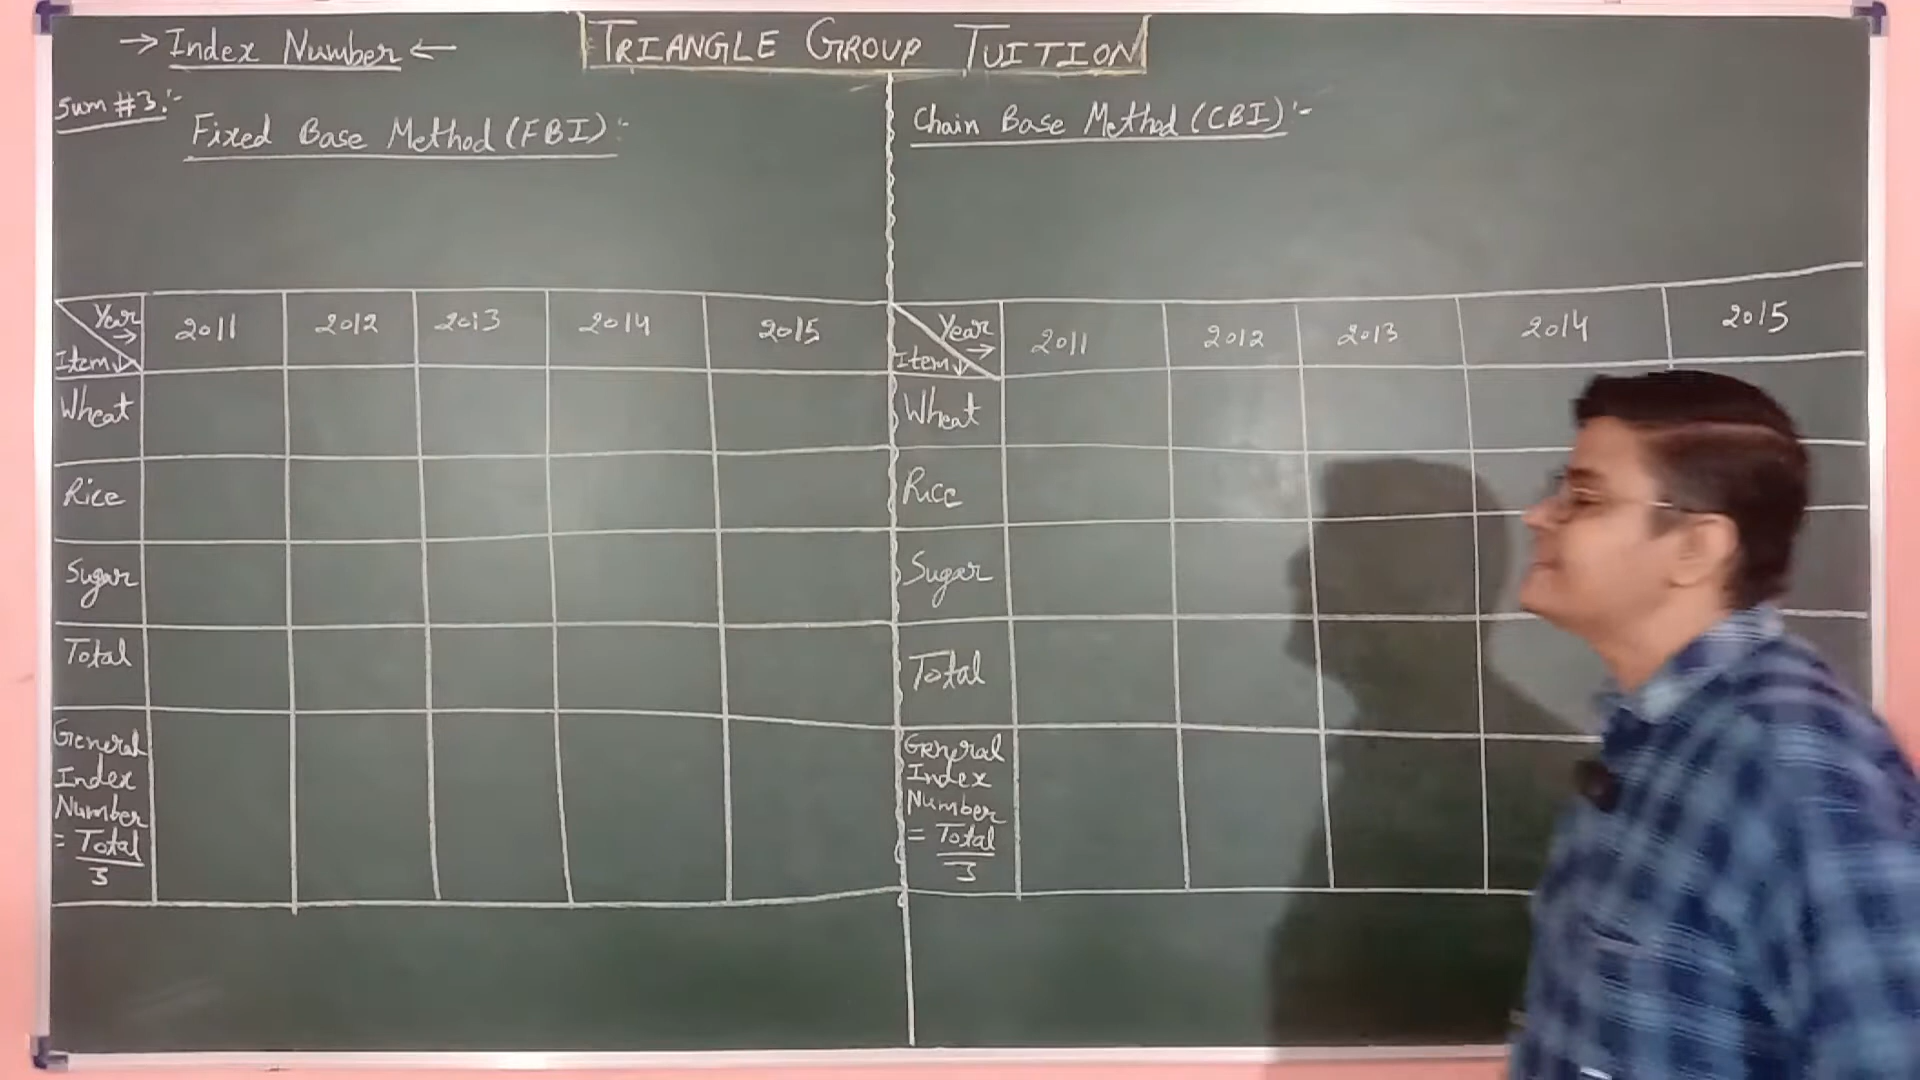 → Index Number ←
TRIANGLE GROUP TUITION
Sum #3:-
Fixed Base Method (FBI):-
Year → 2011 2012 2013 2014 2015
Item ↓
Wheat
Rice
Sugar
Total
General
Index
Number
= Total
3
Chain Base Method (CBI):-
Year → 2011 2012 2013 2014 2015
Item ↓
Wheat
Rice
Sugar
Total
General
Index
Number
= Total
3